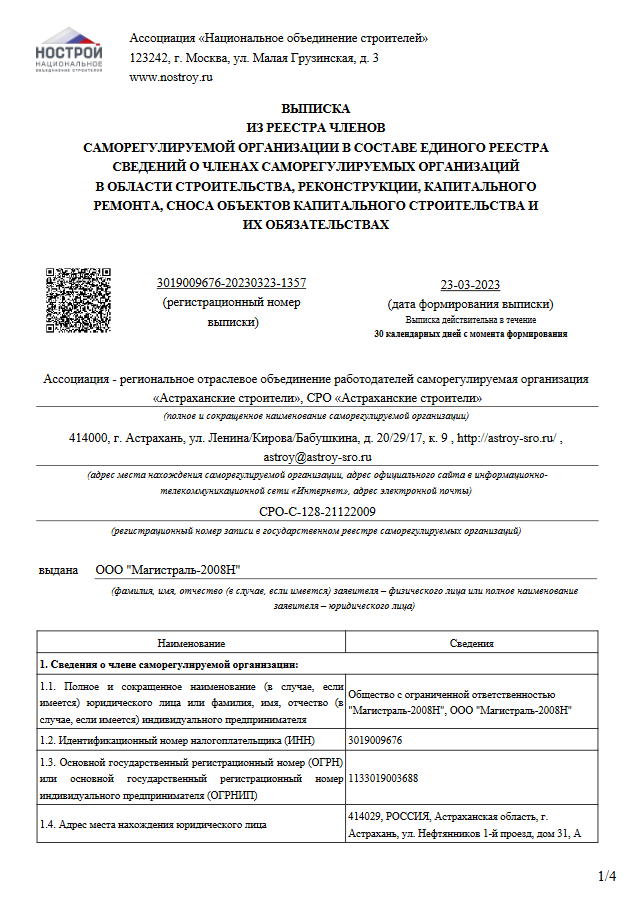 НОСТРОЙ
НАЦИОНАЛЬНОЕ
ОБЪЕДИНЕНИЕ СТРОИТЕЛЕЙ
Ассоциация «Национальное объединение строителей»
123242, г. Москва, ул. Малая Грузинская, д. 3
www.nostroy.ru
ВЫПИСКА
ИЗ РЕЕСТРА ЧЛЕНОВ
САМОРЕГУЛИРУЕМОЙ ОРГАНИЗАЦИИ В СОСТАВЕ ЕДИНОГО РЕЕСТРА
СВЕДЕНИЙ О ЧЛЕНАХ САМОРЕГУЛИРУЕМЫХ ОРГАНИЗАЦИЙ
В ОБЛАСТИ СТРОИТЕЛЬСТВА, РЕКОНСТРУКЦИИ, КАПИТАЛЬНОГО
РЕМОНТА, СНОСА ОБЪЕКТОВ КАПИТАЛЬНОГО СТРОИТЕЛЬСТВА И
ИХ ОБЯЗАТЕЛЬСТВАХ
3019009676-20230323-1357
(регистрационный номер
выписки)
23-03-2023
(дата формирования выписки)
Выписка действительна в течение
30 календарных дней с момента формирования
Ассоциация - региональное отраслевое объединение работодателей саморегулируемая организация
«Астраханские строители», СРО «Астраханские строители»
(полное и сокращенное наименование саморегулируемой организации)
414000, г. Астрахань, ул. Ленина/Кирова/Бабушкина, д. 20/29/17, к. 9 , http://astroy-sro.ru/ ,
astroy@astroy-sro.ru
(адрес места нахождения саморегулируемой организации, адрес официального сайта в информационно-
телекоммуникационной сети «Интернет», адрес электронной почты)
СРО-С-128-21122009
(регистрационный номер записи в государственном реестре саморегулируемых организаций)
выдана ООО "Магистраль-2008Н"
(фамилия, имя, отчество (в случае, если имеется) заявителя – физического лица или полное наименование
заявителя – юридического лица)
Наименование
Сведения
1. Сведения о члене саморегулируемой организации:
1.1. Полное и сокращенное наименование (в случае, если
имеется) юридического лица или фамилия, имя, отчество (в
случае, если имеется) индивидуального предпринимателя
Общество с ограниченной ответственностью
"Магистраль-2008Н", ООО "Магистраль-2008Н"
1.2. Идентификационный номер налогоплательщика (ИНН)
3019009676
1.3. Основной государственный регистрационный номер (ОГРН)
или основной государственный регистрационный номер
индивидуального предпринимателя (ОГРНИП)
1133019003688
1.4. Адрес места нахождения юридического лица
414029, РОССИЯ, Астраханская область, г.
Астрахань, ул. Нефтянников 1-й проезд, дом 31, А
1/4